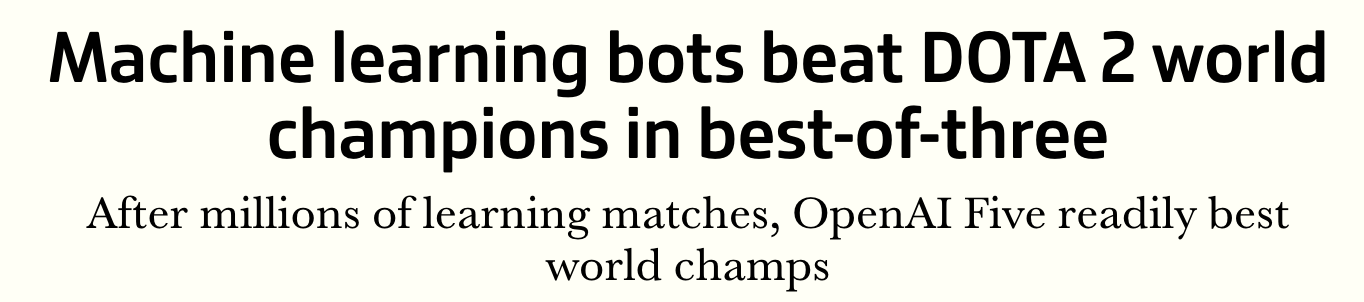 Machine learning bots beat DOTA 2 world
champions in best-of-three
After millions of learning matches, OpenAI Five readily best
world champs